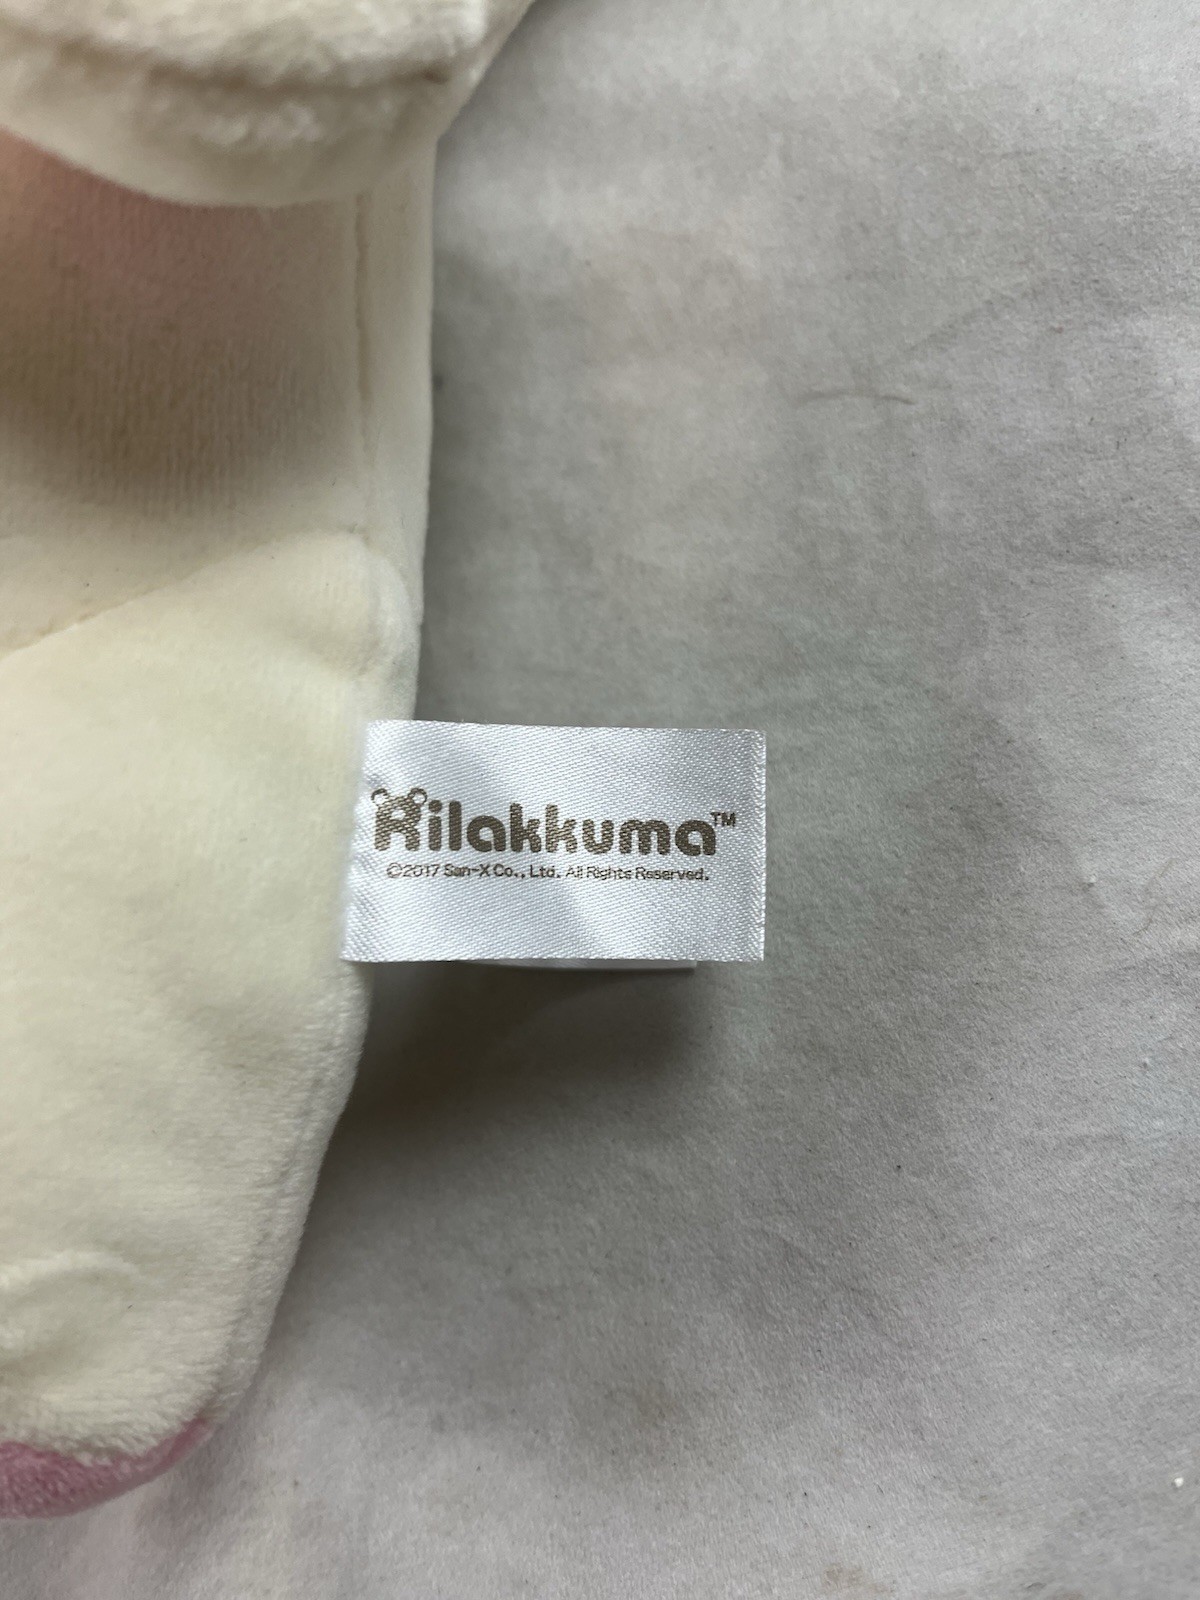 Rilakkuma™
©2017 San-X Co., Ltd. All Rights Reserved.